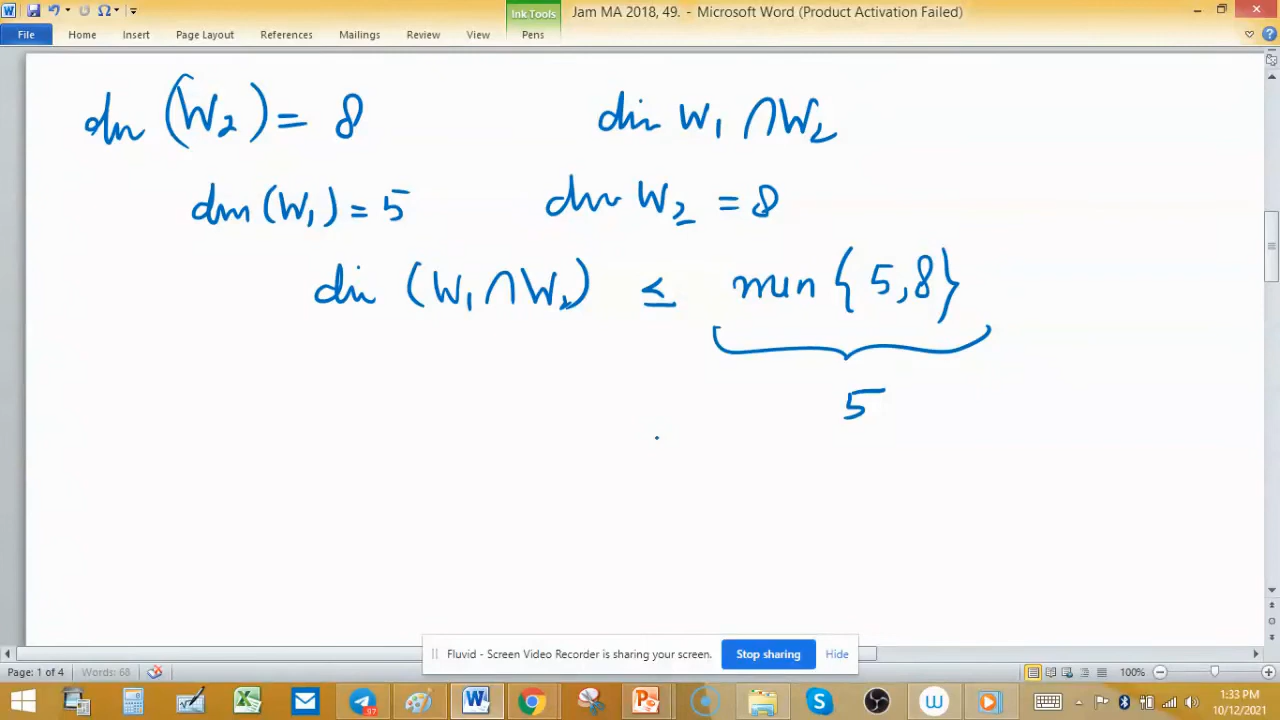 Ink Tools
Jam MA 2018, 49. - Microsoft Word (Product Activation Failed)
File Home Insert Page Layout References Mailings Review View Pens
dim (W₂) = 8
dim W₁ ∩ W₂
dim (W₁) = 5
dim W₂ = 8
dim (W₁ ∩ W₂) ≤ min {5,8}
5
Fluvid - Screen Video Recorder is sharing your screen. Stop sharing Hide
Page: 1 of 4 Words: 68 100%
97
1:33 PM
10/12/2021